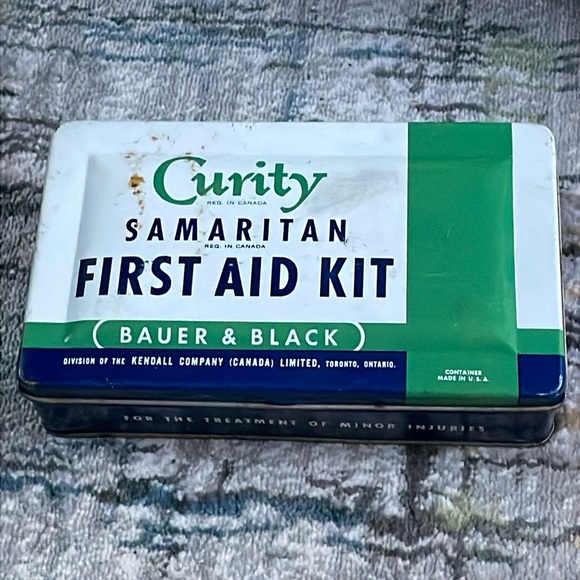 Curity
REG. IN CANADA
SAMARITAN
REG. IN CANADA
FIRST AID KIT
(BAUER & BLACK)
DIVISION OF THE KENDALL COMPANY (CANADA) LIMITED, TORONTO, ONTARIO.
CONTAINER
MADE IN U.S.A.
FOR THE TREATMENT OF MINOR INJURIES